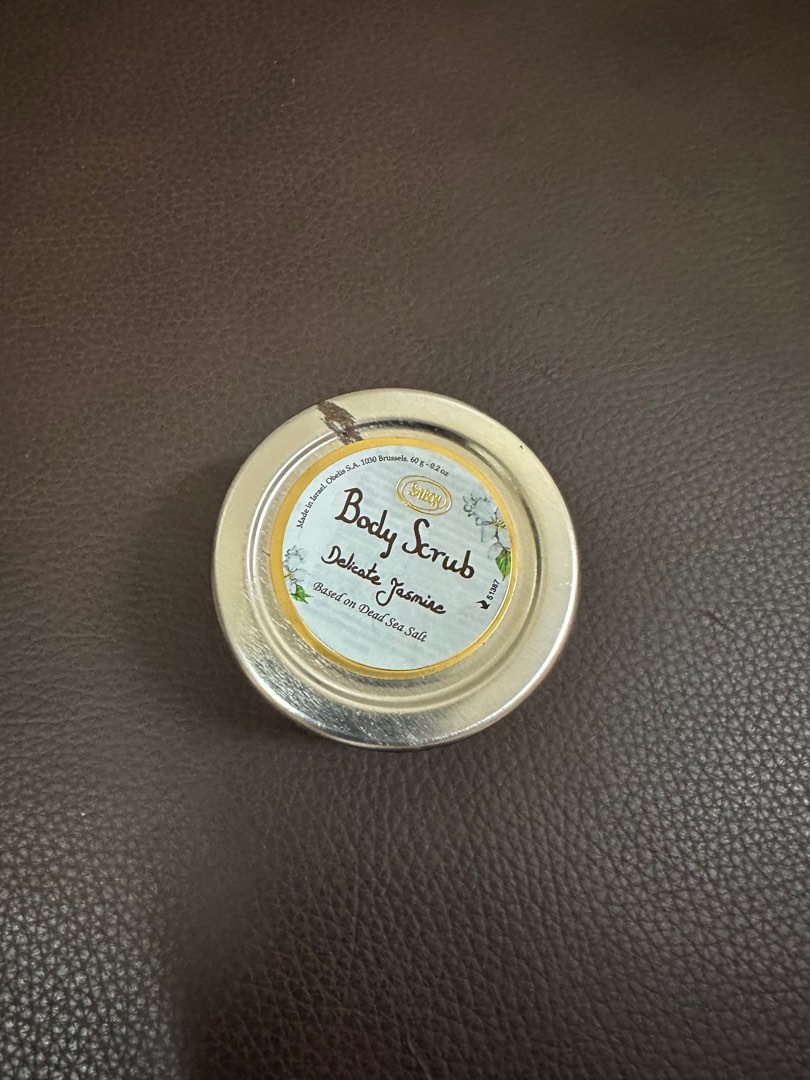 Made in Israel. Obelis S.A. 1030 Brussels. 60 g - 0.2 oz
SABON
Body Scrub
Delicate Jasmine
Based on Dead Sea Salt
51387